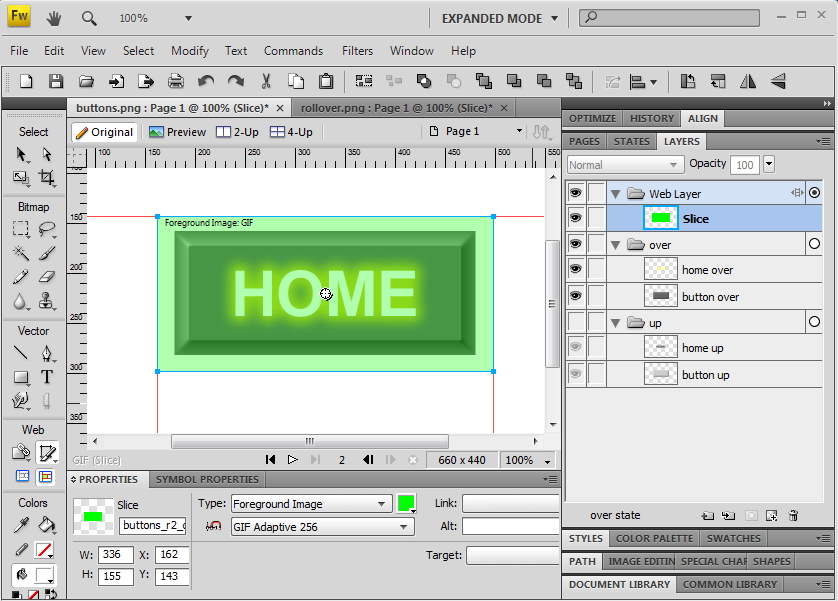 Fw 100% EXPANDED MODE
File Edit View Select Modify Text Commands Filters Window Help
buttons.png : Page 1 @ 100% (Slice)* × rollover.png : Page 1 @ 100% (Slice)* ×
Original Preview 2-Up 4-Up Page 1
100 150 200 250 300 350 400 450 500 550
150
200
250
300
350
Select
Bitmap
Vector
Web
Colors
Foreground Image: GIF
HOME
GIF (Slice) 2 660 x 440 100%
PROPERTIES SYMBOL PROPERTIES
Slice Type: Foreground Image Link:
buttons_r2_c GIF Adaptive 256 Alt:
W: 336 X: 162 Target:
H: 155 Y: 143
OPTIMIZE HISTORY ALIGN
PAGES STATES LAYERS
Normal Opacity 100
Web Layer
Slice
over
home over
button over
up
home up
button up
over state
STYLES COLOR PALETTE SWATCHES
PATH IMAGE EDITIN SPECIAL CHAR SHAPES
DOCUMENT LIBRARY COMMON LIBRARY